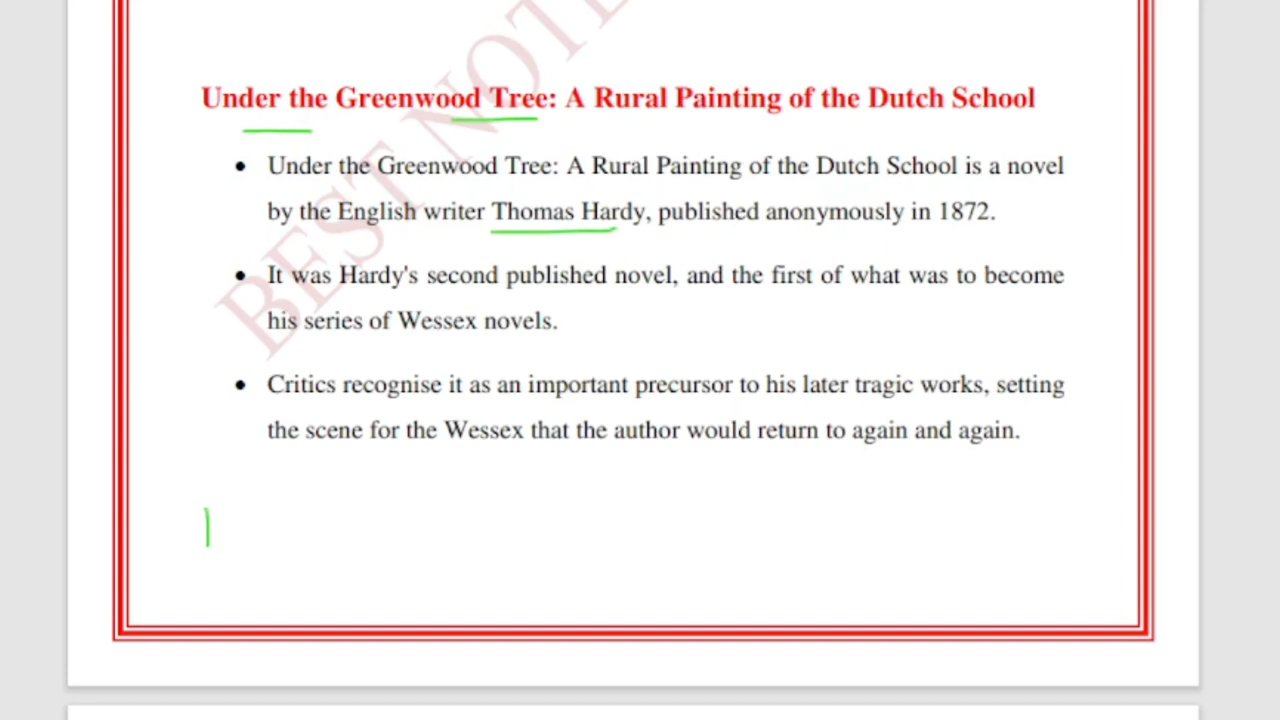 Under the Greenwood Tree: A Rural Painting of the Dutch School
• Under the Greenwood Tree: A Rural Painting of the Dutch School is a novel
by the English writer Thomas Hardy, published anonymously in 1872.
• It was Hardy's second published novel, and the first of what was to become
his series of Wessex novels.
• Critics recognise it as an important precursor to his later tragic works, setting
the scene for the Wessex that the author would return to again and again.
BEST NOTE